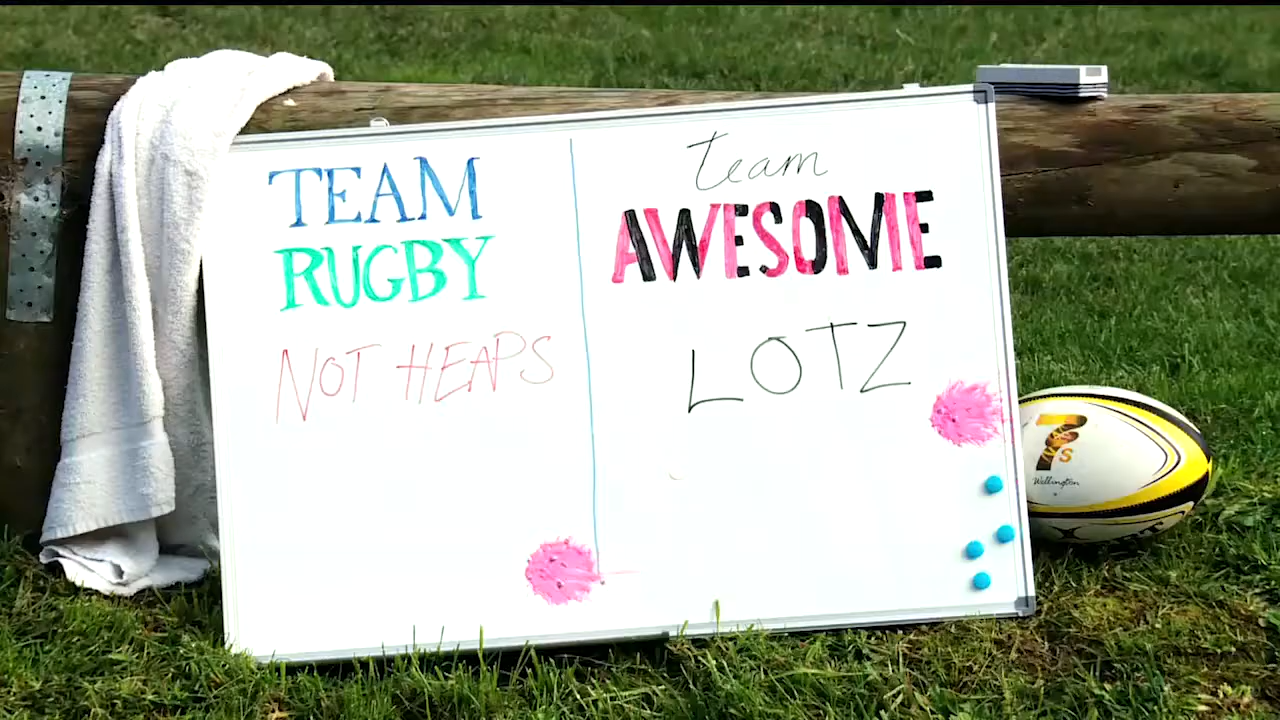 TEAM
RUGBY
NOT HEAPS
team
AWESOME
LOTZ
7s
Wellington